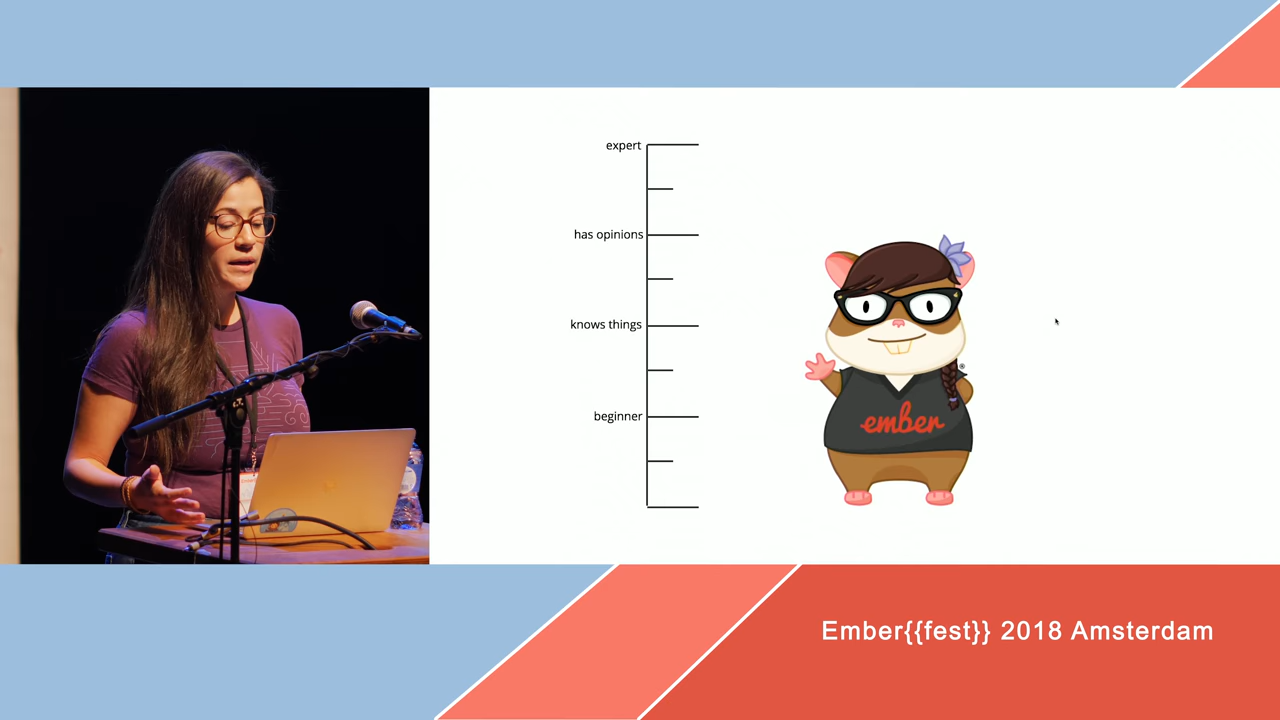 expert
has opinions
knows things
beginner
ember
®
Ember{{fest}} 2018 Amsterdam